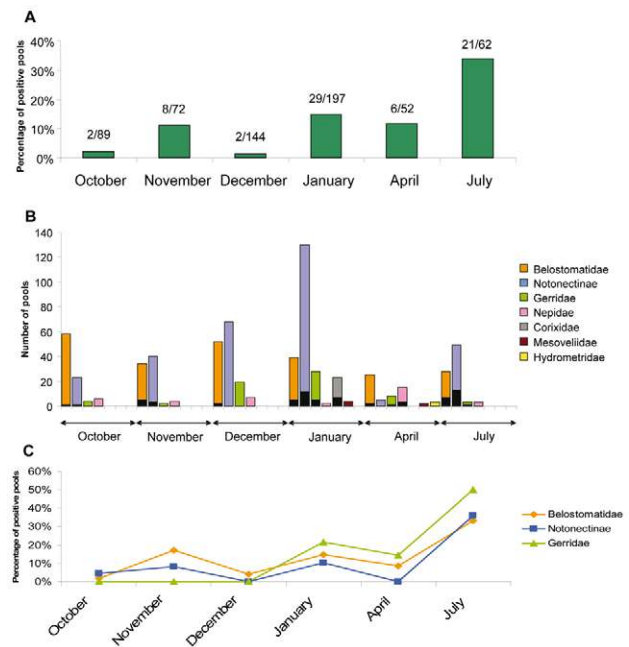 A
Percentage of positive pools
40%
30%
20%
10%
0%
2/89
8/72
2/144
29/197
6/52
21/62
October November December January April July
B
Number of pools
140
120
100
80
60
40
20
0
Belostomatidae
Notonectinae
Gerridae
Nepidae
Corixidae
Mesoveliidae
Hydrometridae
October November December January April July
C
Percentage of positive pools
60%
50%
40%
30%
20%
10%
0%
Belostomatidae
Notonectinae
Gerridae
October November December January April July